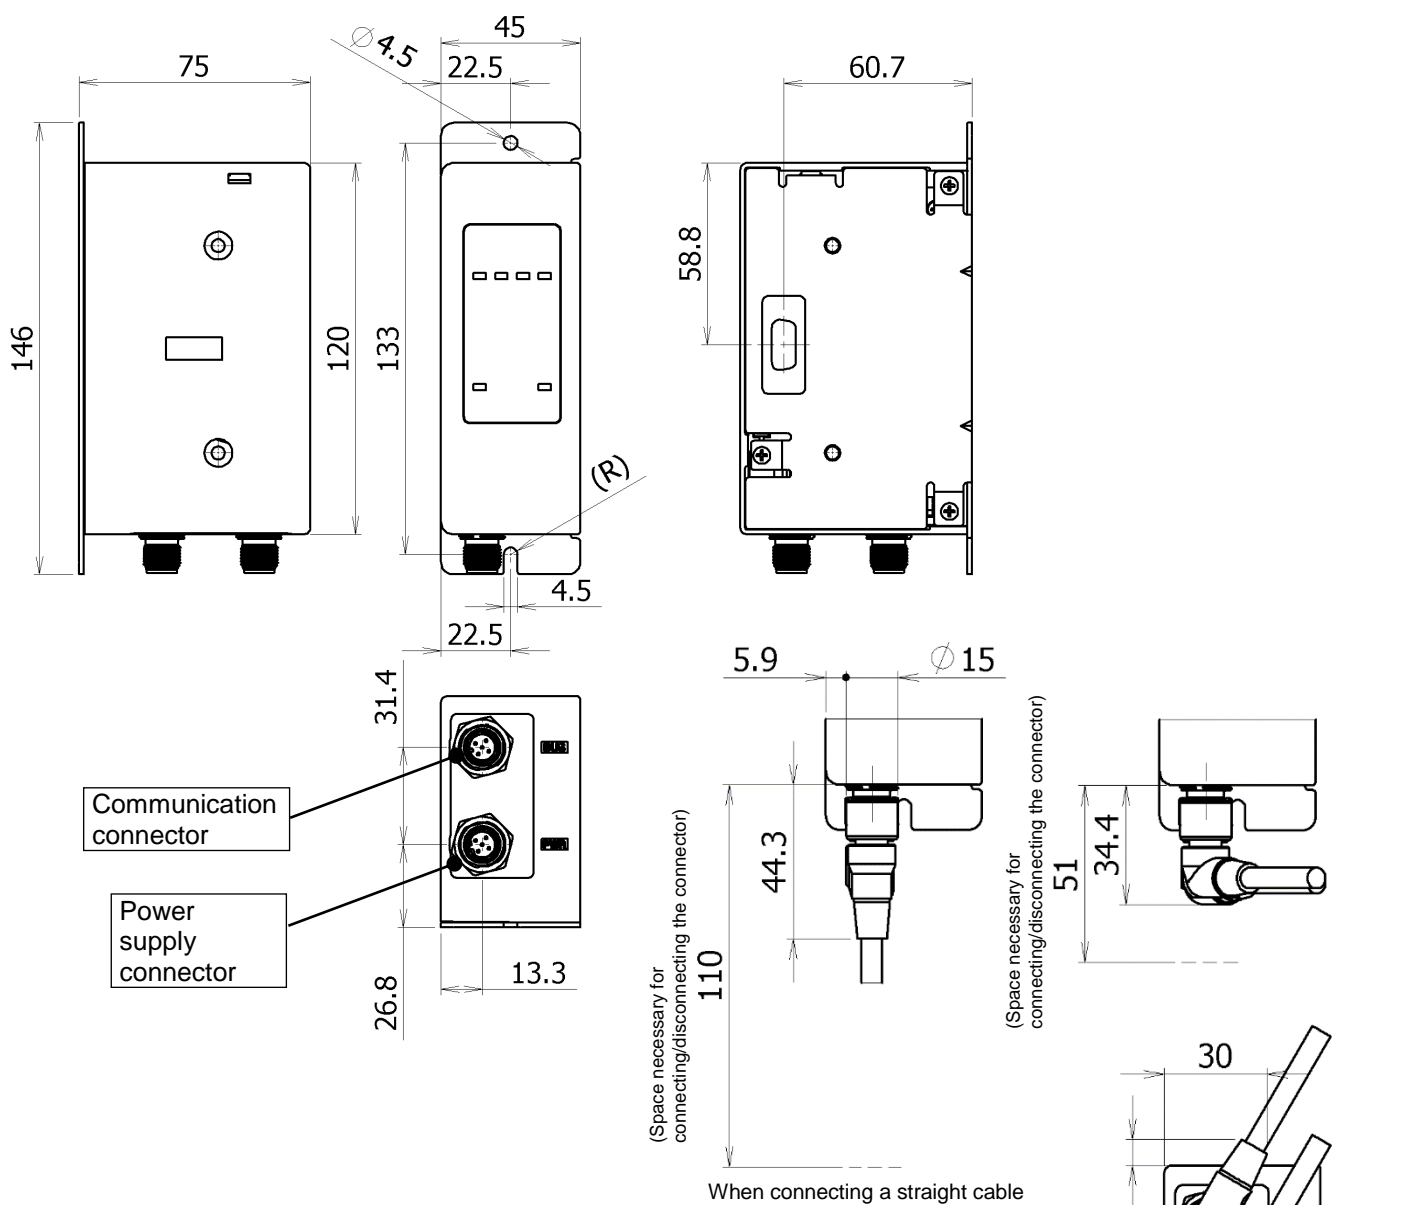 75
45
∅4.5
22.5
60.7
146
120
133
58.8
(R)
4.5
22.5
31.4
BUS
Communication
connector
PWR
Power
supply
connector
13.3
26.8
5.9
∅15
44.3
110
(Space necessary for
connecting/disconnecting the connector)
When connecting a straight cable
34.4
51
(Space necessary for
connecting/disconnecting the connector)
30